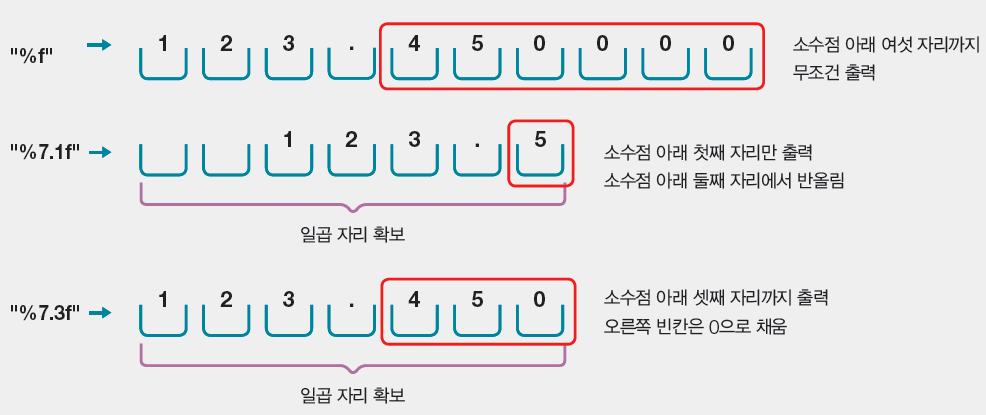 "%f" → 1 2 3 . 4 5 0 0 0 0
소수점 아래 여섯 자리까지
무조건 출력
"%7.1f" → 1 2 3 . 5
소수점 아래 첫째 자리만 출력
소수점 아래 둘째 자리에서 반올림
일곱 자리 확보
"%7.3f" → 1 2 3 . 4 5 0
소수점 아래 셋째 자리까지 출력
오른쪽 빈칸은 0으로 채움
일곱 자리 확보